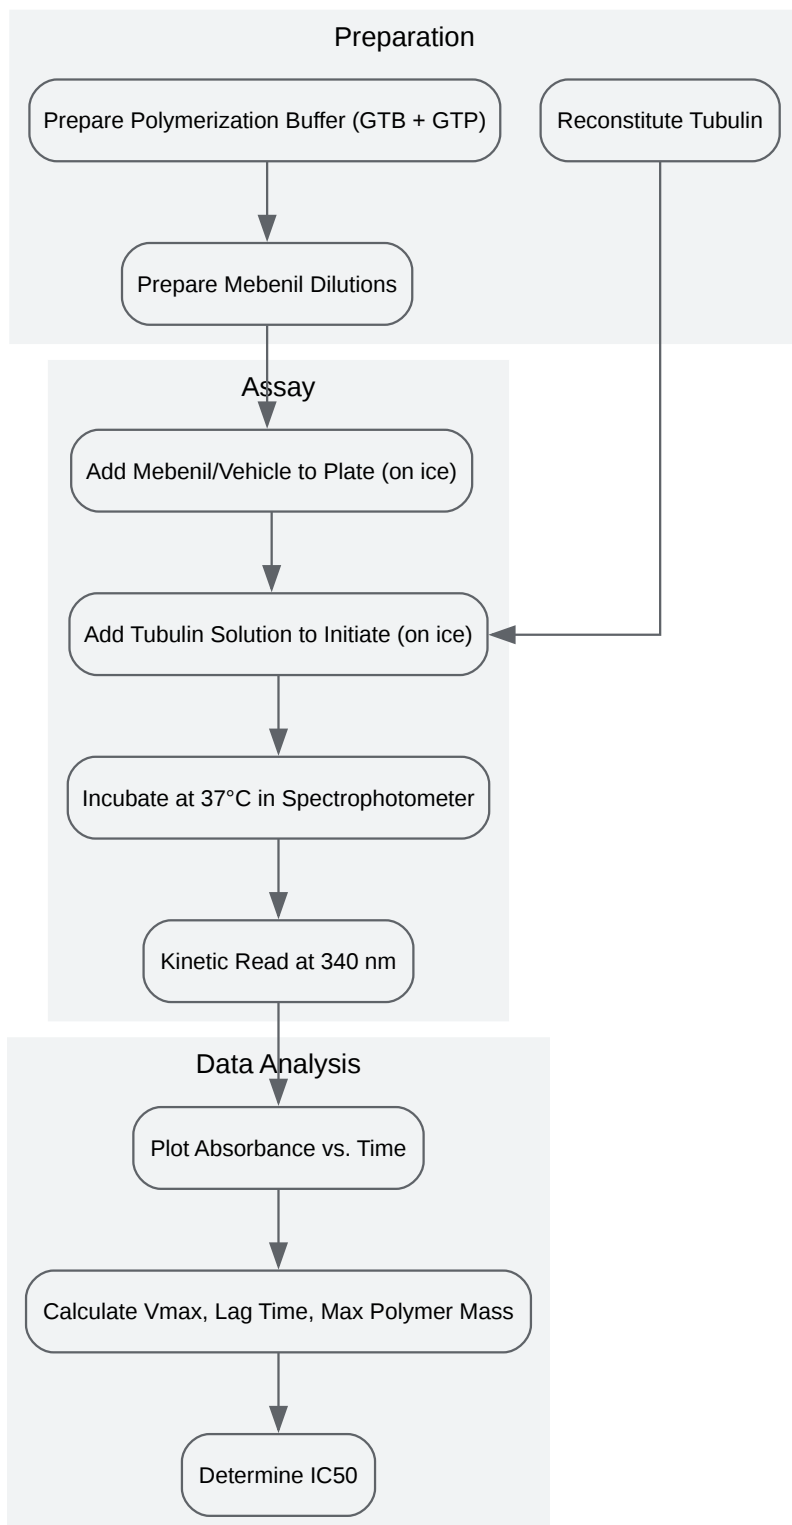 Preparation
Prepare Polymerization Buffer (GTB + GTP)
Reconstitute Tubulin
Prepare Mebenil Dilutions
Assay
Add Mebenil/Vehicle to Plate (on ice)
Add Tubulin Solution to Initiate (on ice)
Incubate at 37°C in Spectrophotometer
Kinetic Read at 340 nm
Data Analysis
Plot Absorbance vs. Time
Calculate Vmax, Lag Time, Max Polymer Mass
Determine IC50